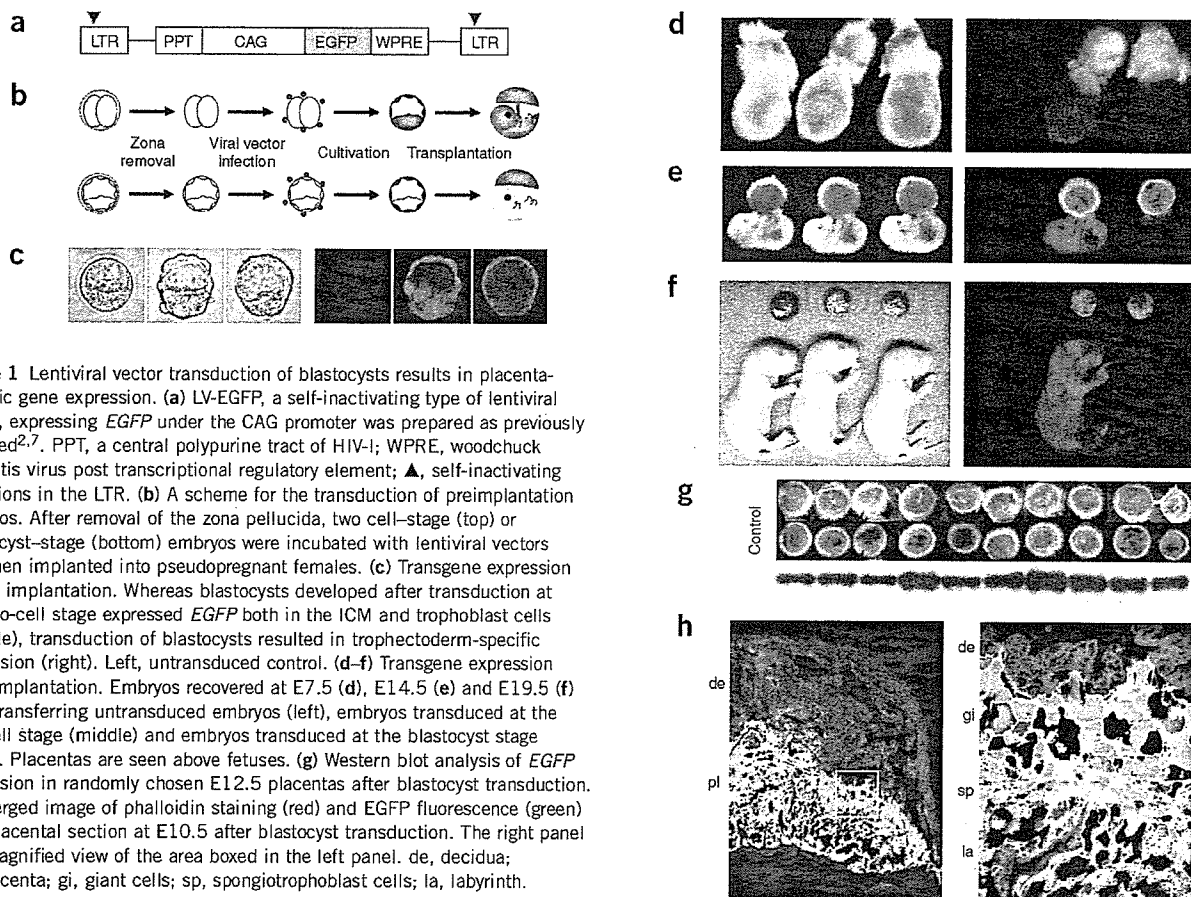 a
LTR PPT CAG EGFP WPRE LTR
b
Zona removal
Viral vector infection
Cultivation
Transplantation
c
1 Lentiviral vector transduction of blastocysts results in placenta-
ic gene expression. (a) LV-EGFP, a self-inactivating type of lentiviral
, expressing EGFP under the CAG promoter was prepared as previously
ed2,7. PPT, a central polypurine tract of HIV-I; WPRE, woodchuck
tis virus post transcriptional regulatory element; ▲, self-inactivating
ions in the LTR. (b) A scheme for the transduction of preimplantation
os. After removal of the zona pellucida, two cell–stage (top) or
cyst–stage (bottom) embryos were incubated with lentiviral vectors
hen implanted into pseudopregnant females. (c) Transgene expression
implantation. Whereas blastocysts developed after transduction at
o-cell stage expressed EGFP both in the ICM and trophoblast cells
le), transduction of blastocysts resulted in trophectoderm-specific
sion (right). Left, untransduced control. (d–f) Transgene expression
mplantation. Embryos recovered at E7.5 (d), E14.5 (e) and E19.5 (f)
transferring untransduced embryos (left), embryos transduced at the
ell stage (middle) and embryos transduced at the blastocyst stage
. Placentas are seen above fetuses. (g) Western blot analysis of EGFP
ssion in randomly chosen E12.5 placentas after blastocyst transduction.
erged image of phalloidin staining (red) and EGFP fluorescence (green)
lacental section at E10.5 after blastocyst transduction. The right panel
agnified view of the area boxed in the left panel. de, decidua;
centa; gi, giant cells; sp, spongiotrophoblast cells; la, labyrinth.
d
e
f
g
Control
h
de
pl
de
gi
sp
la